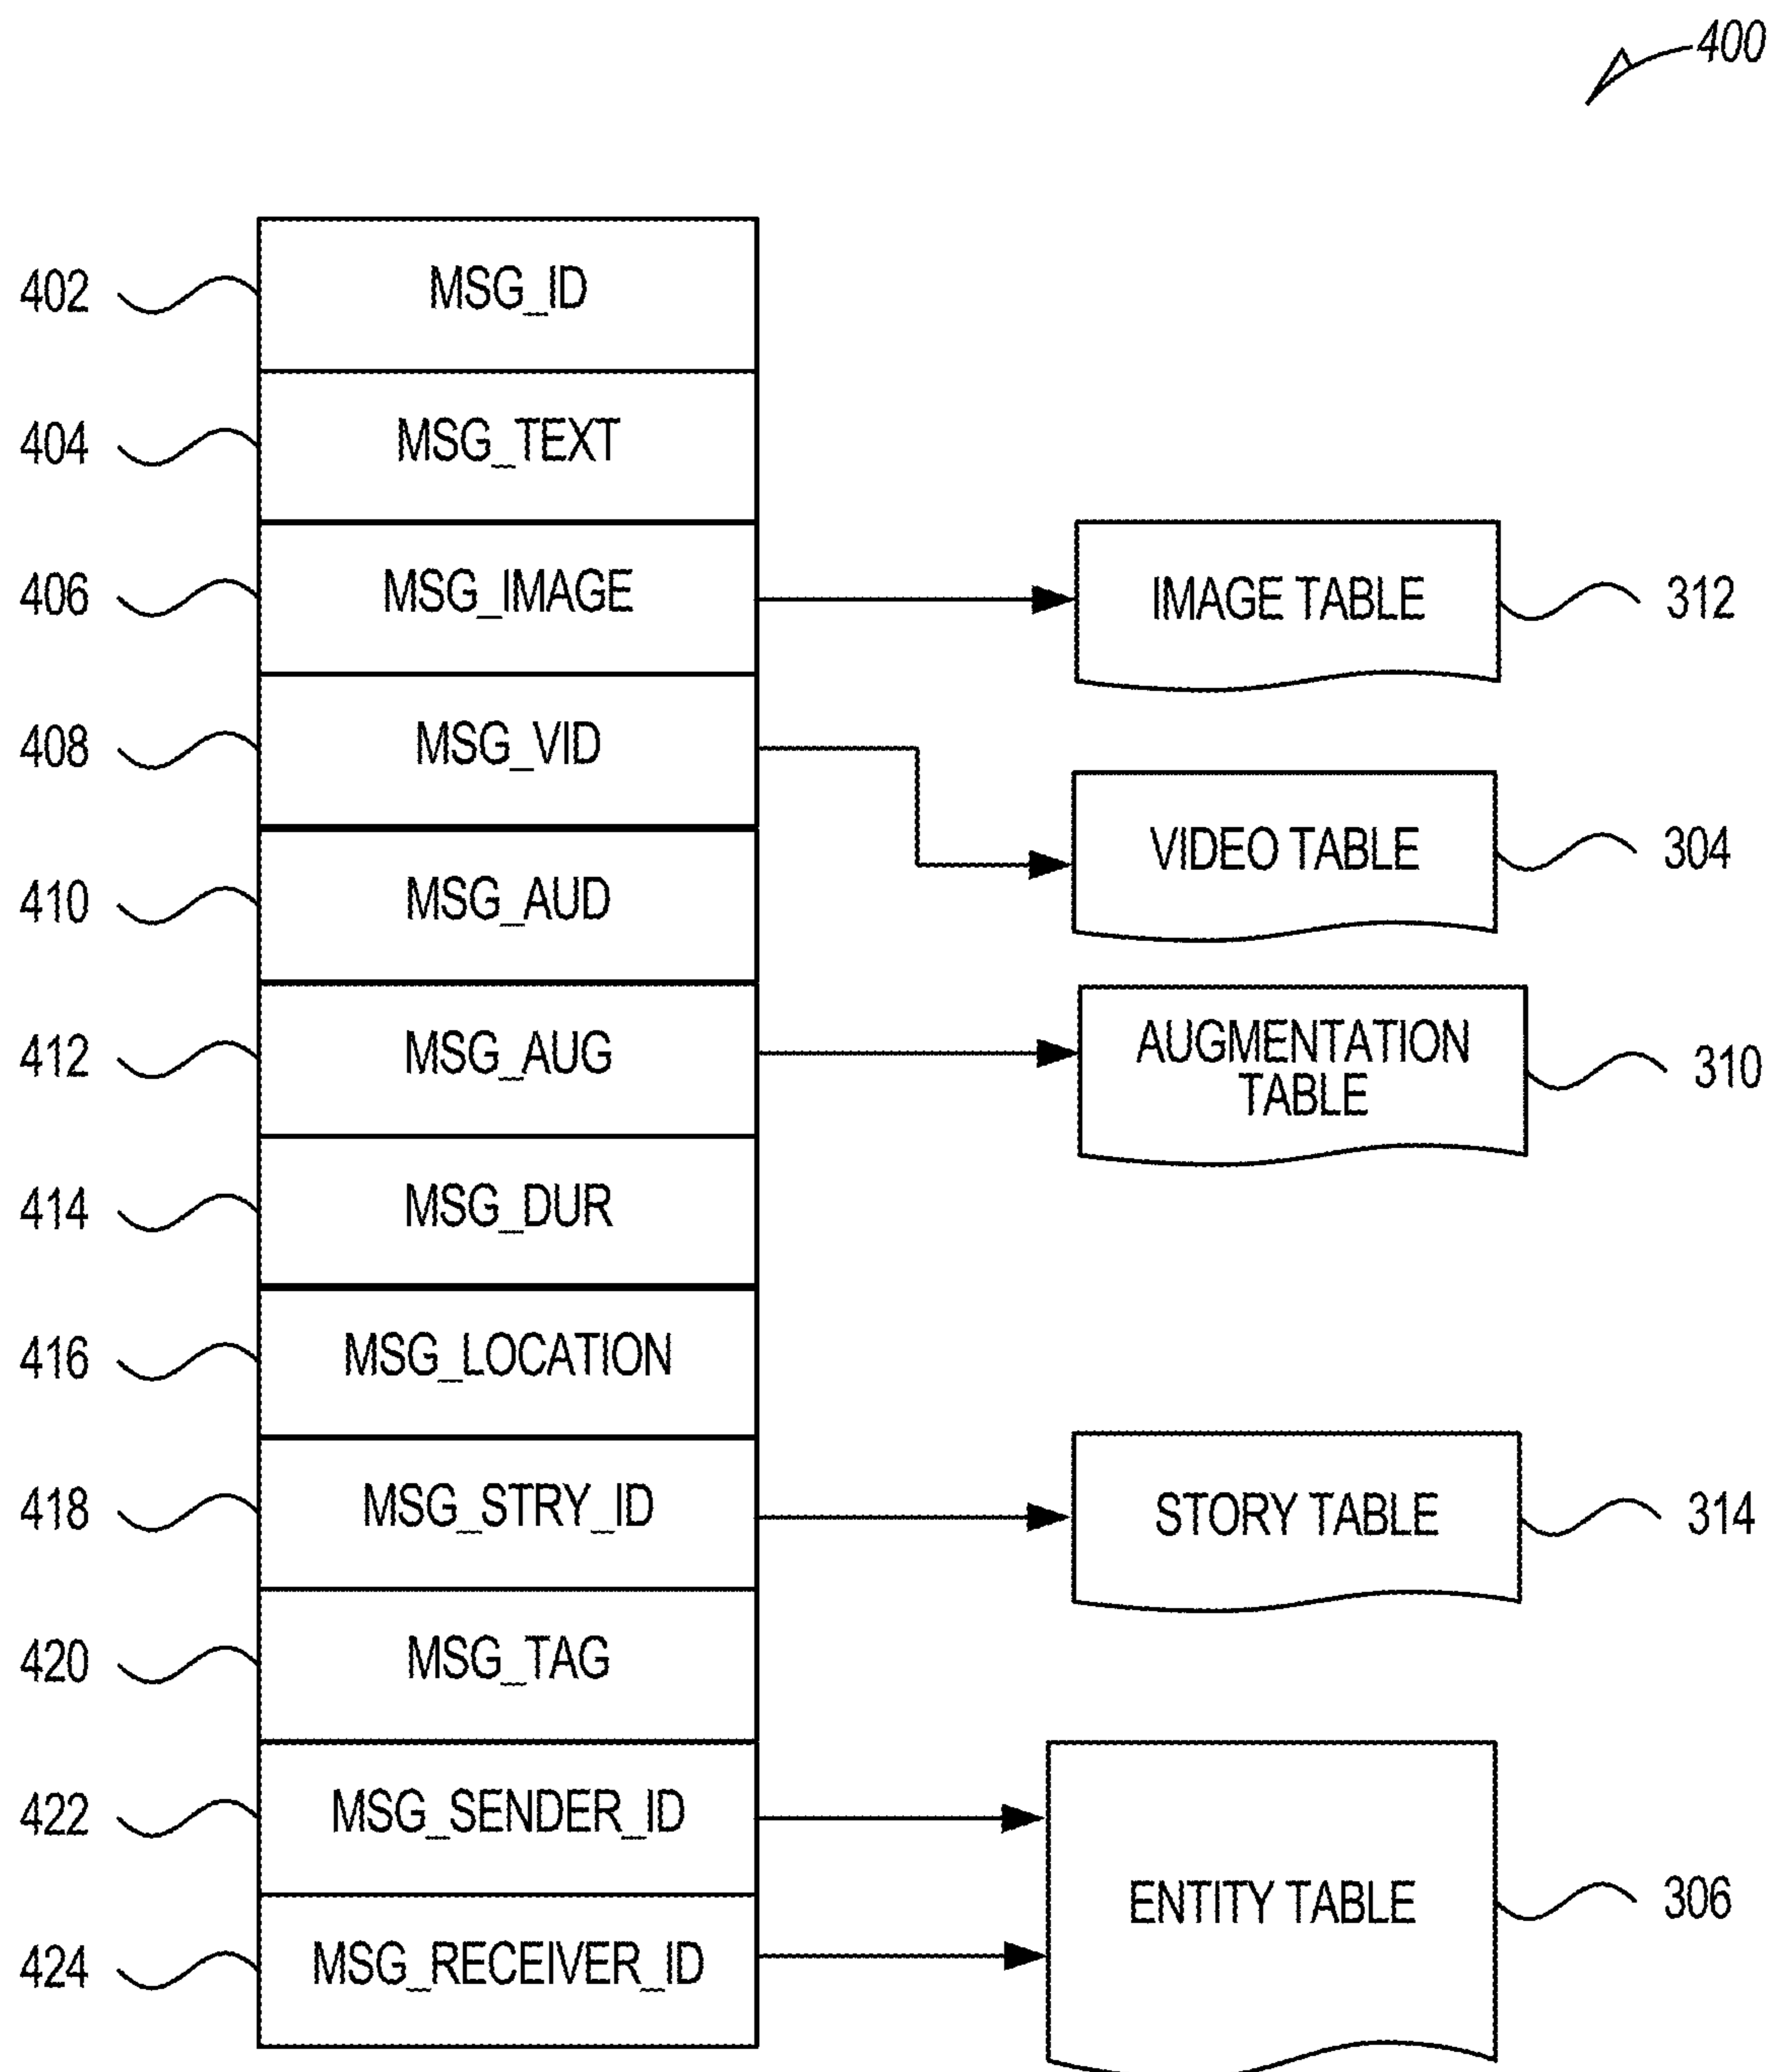 400
402 MSG_ID
404 MSG_TEXT
406 MSG_IMAGE IMAGE TABLE 312
408 MSG_VID
VIDEO TABLE 304
410 MSG_AUD
412 MSG_AUG AUGMENTATION
TABLE 310
414 MSG_DUR
416 MSG_LOCATION
418 MSG_STRY_ID STORY TABLE 314
420 MSG_TAG
422 MSG_SENDER_ID
ENTITY TABLE 306
424 MSG_RECEIVER_ID